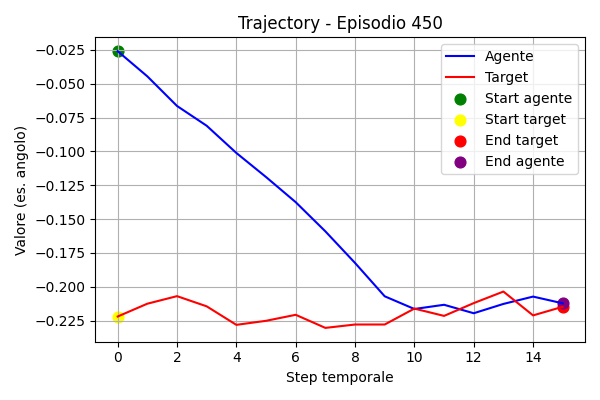 Trajectory - Episodio 450
Agente
Target
Start agente
Start target
End target
End agente
Valore (es. angolo)
−0.025
−0.050
−0.075
−0.100
−0.125
−0.150
−0.175
−0.200
−0.225
0 2 4 6 8 10 12 14
Step temporale